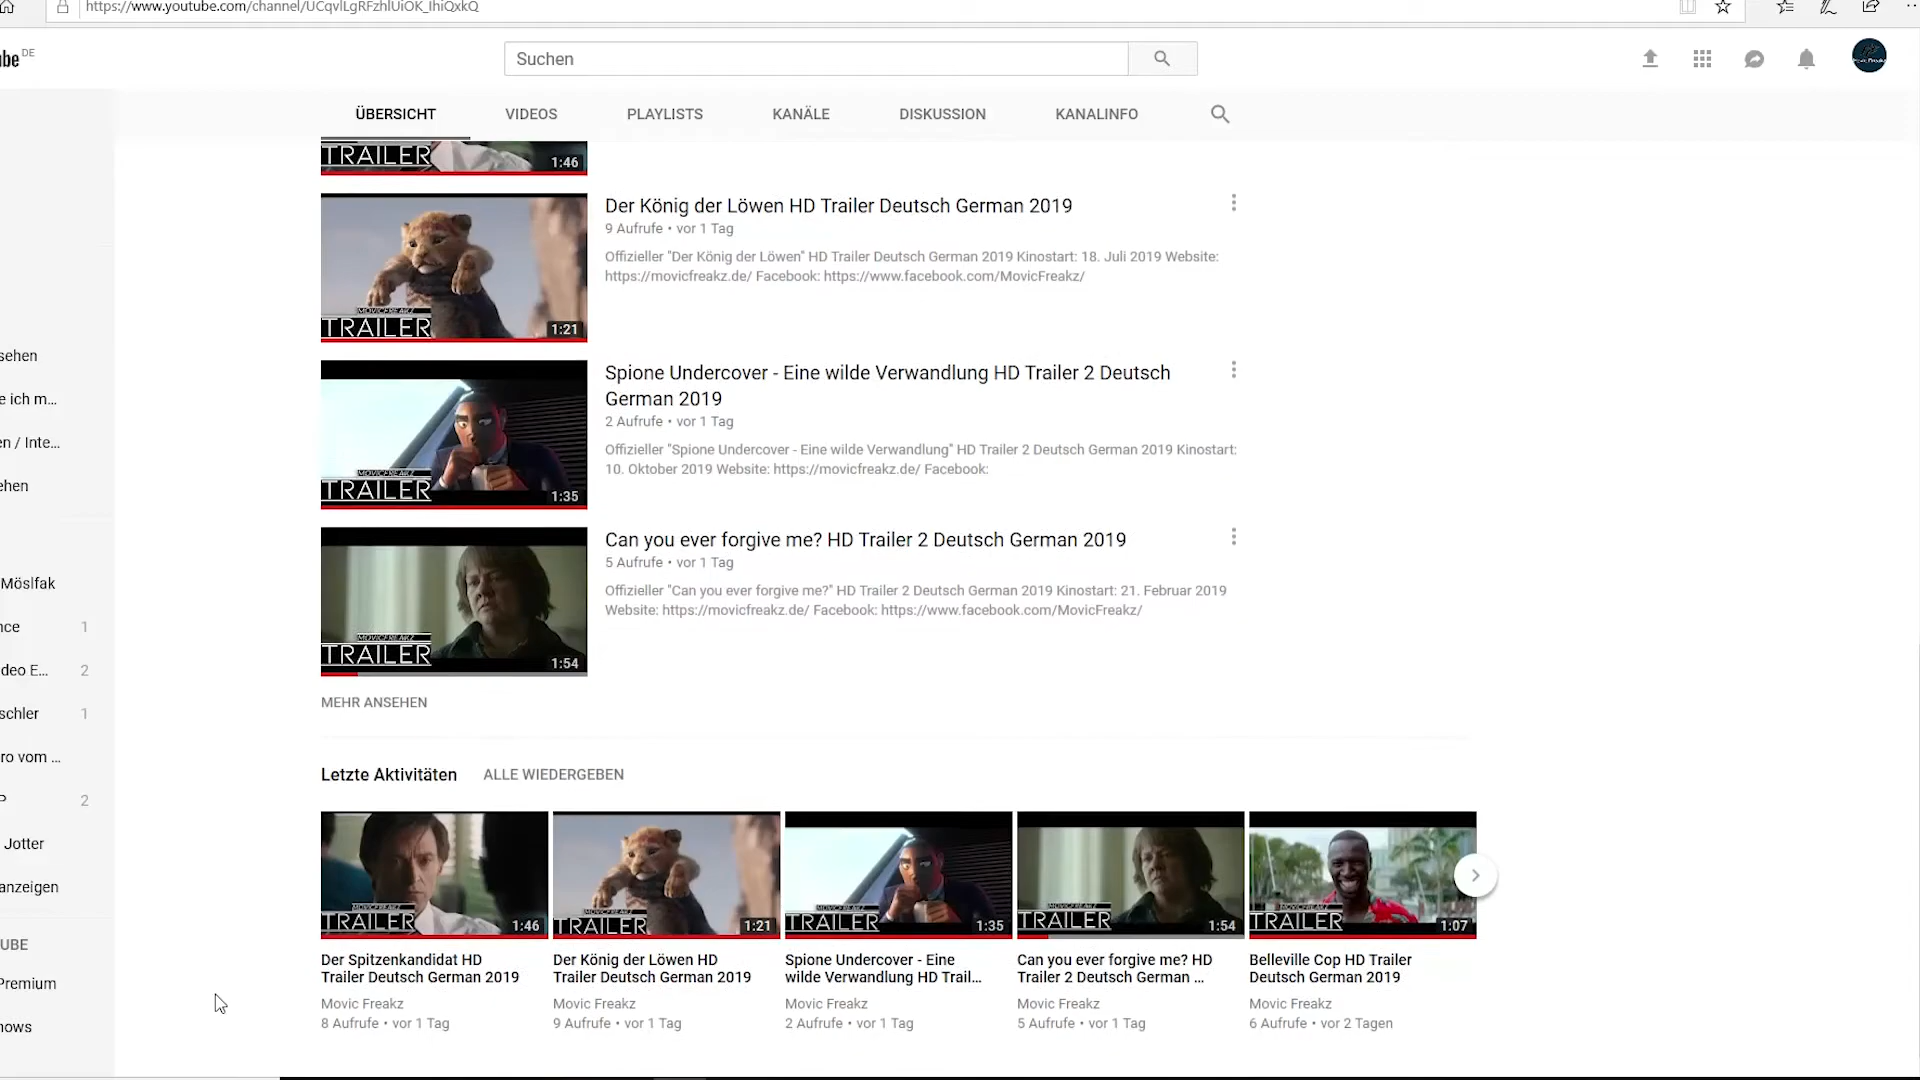 https://www.youtube.com/channel/UCqvlLgRFzhlUiOK_IhiQxkQ
ube DE
Suchen
ÜBERSICHT VIDEOS PLAYLISTS KANÄLE DISKUSSION KANALINFO
TRAILER 1:46
Der König der Löwen HD Trailer Deutsch German 2019
9 Aufrufe • vor 1 Tag
Offizieller "Der König der Löwen" HD Trailer Deutsch German 2019 Kinostart: 18. Juli 2019 Website:
https://movicfreakz.de/ Facebook: https://www.facebook.com/MovicFreakz/
MOVICFREAKZ
TRAILER 1:21
sehen
e ich m...
en / Inte...
ehen
Spione Undercover - Eine wilde Verwandlung HD Trailer 2 Deutsch
German 2019
2 Aufrufe • vor 1 Tag
Offizieller "Spione Undercover - Eine wilde Verwandlung" HD Trailer 2 Deutsch German 2019 Kinostart:
10. Oktober 2019 Website: https://movicfreakz.de/ Facebook:
MOVICFREAKZ
TRAILER 1:35
Can you ever forgive me? HD Trailer 2 Deutsch German 2019
5 Aufrufe • vor 1 Tag
Offizieller "Can you ever forgive me?" HD Trailer 2 Deutsch German 2019 Kinostart: 21. Februar 2019
Website: https://movicfreakz.de/ Facebook: https://www.facebook.com/MovicFreakz/
MOVICFREAKZ
TRAILER 1:54
Möslfak
nce 1
deo E... 2
schler 1
ro vom ...
P 2
Jotter
anzeigen
UBE
Premium
hows
MEHR ANSEHEN
Letzte Aktivitäten ALLE WIEDERGEBEN
MOVICFREAKZ
TRAILER 1:46
MOVICFREAKZ
TRAILER 1:21
MOVICFREAKZ
TRAILER 1:35
MOVICFREAKZ
TRAILER 1:54
MOVICFREAKZ
TRAILER 1:07
Der Spitzenkandidat HD
Trailer Deutsch German 2019
Movic Freakz
8 Aufrufe • vor 1 Tag
Der König der Löwen HD
Trailer Deutsch German 2019
Movic Freakz
9 Aufrufe • vor 1 Tag
Spione Undercover - Eine
wilde Verwandlung HD Trail...
Movic Freakz
2 Aufrufe • vor 1 Tag
Can you ever forgive me? HD
Trailer 2 Deutsch German ...
Movic Freakz
5 Aufrufe • vor 1 Tag
Belleville Cop HD Trailer
Deutsch German 2019
Movic Freakz
6 Aufrufe • vor 2 Tagen